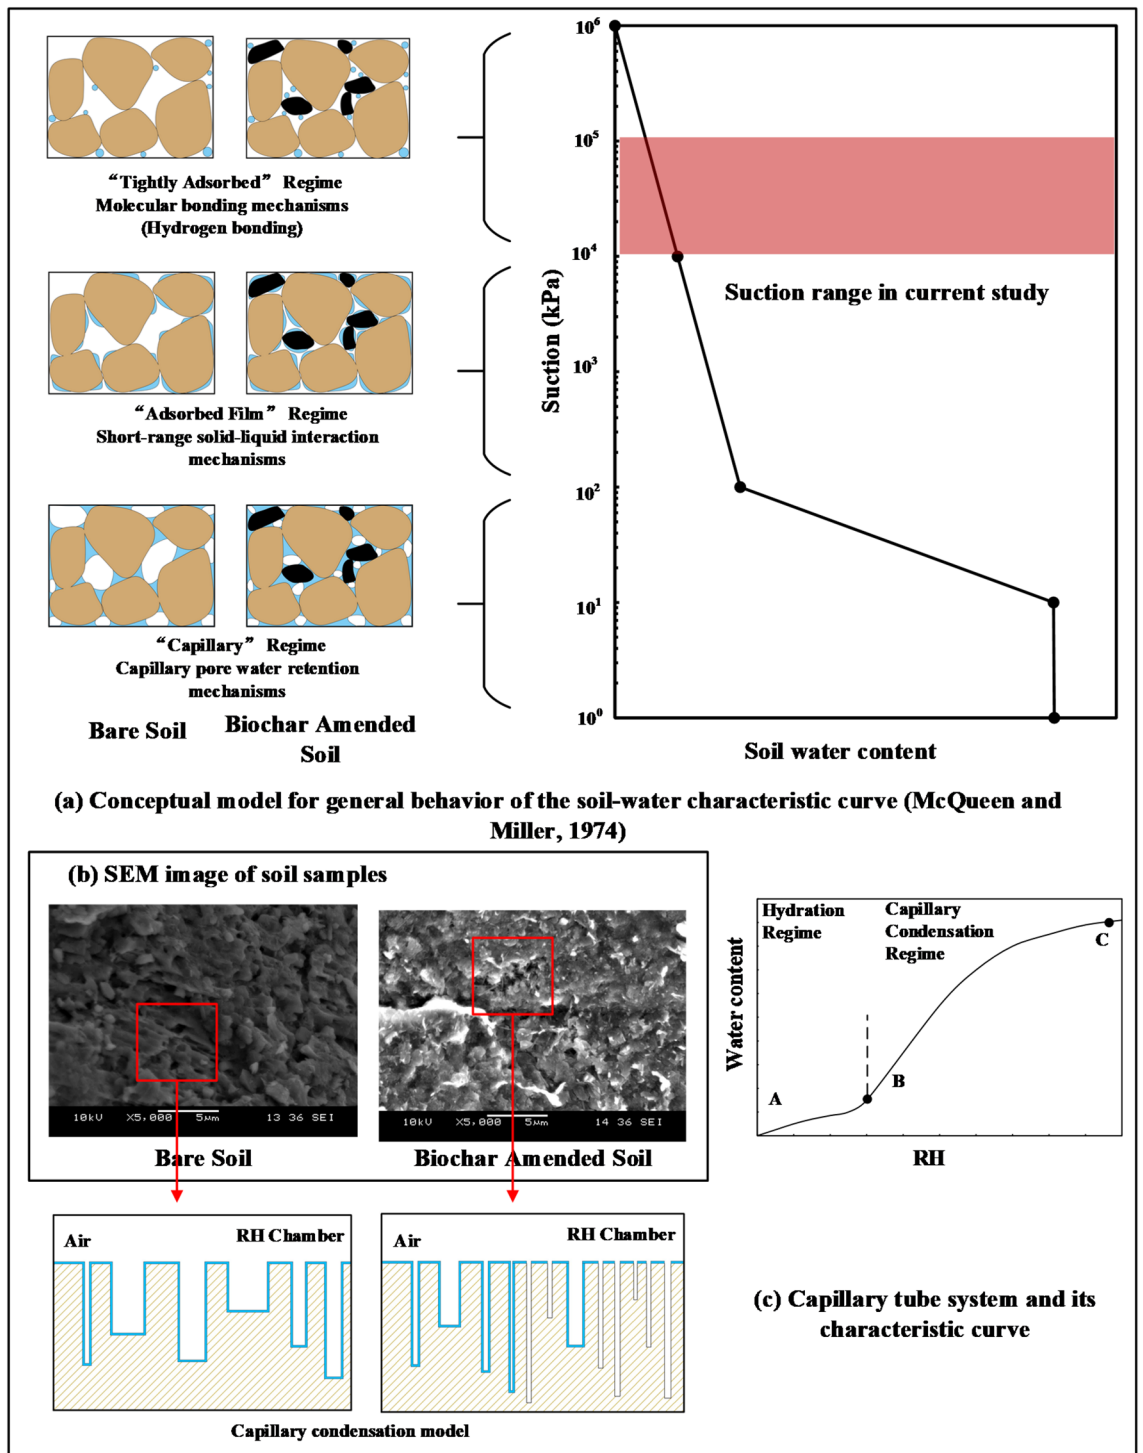 “Tightly Adsorbed” Regime
Molecular bonding mechanisms
(Hydrogen bonding)
“Adsorbed Film” Regime
Short-range solid-liquid interaction
mechanisms
“Capillary” Regime
Capillary pore water retention
mechanisms
Bare Soil
Biochar Amended
Soil
Suction (kPa)
10⁶
10⁵
10⁴
10³
10²
10¹
10⁰
Suction range in current study
Soil water content
(a) Conceptual model for general behavior of the soil-water characteristic curve (McQueen and
Miller, 1974)
(b) SEM image of soil samples
10kV X5,000 5μm 13 36 SEI
10kV X5,000 5μm 14 36 SEI
Bare Soil
Biochar Amended Soil
Air
RH Chamber
Air
RH Chamber
Capillary condensation model
Water content
Hydration
Regime
Capillary
Condensation
Regime
A
B
C
RH
(c) Capillary tube system and its
characteristic curve